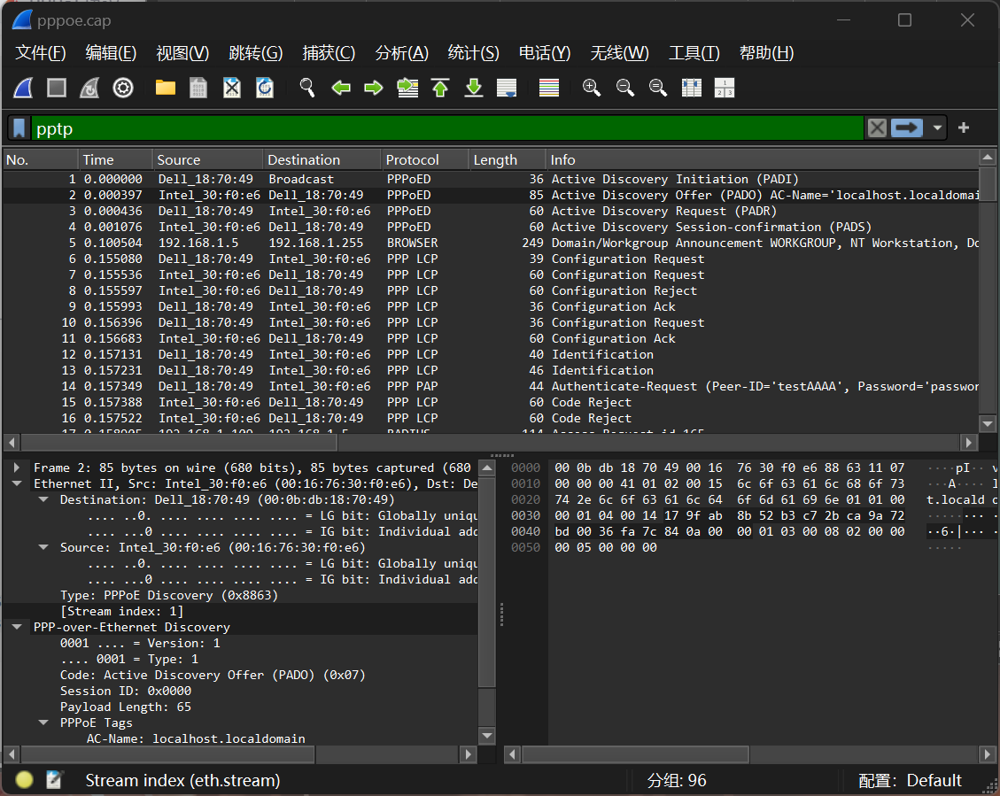 pppoe.cap
文件(F) 编辑(E) 视图(V) 跳转(G) 捕获(C) 分析(A) 统计(S) 电话(Y) 无线(W) 工具(T) 帮助(H)
pptp
No. Time Source Destination Protocol Length Info
1 0.000000 Dell_18:70:49 Broadcast PPPoED 36 Active Discovery Initiation (PADI)
2 0.000397 Intel_30:f0:e6 Dell_18:70:49 PPPoED 85 Active Discovery Offer (PADO) AC-Name='localhost.localdomai
3 0.000436 Dell_18:70:49 Intel_30:f0:e6 PPPoED 60 Active Discovery Request (PADR)
4 0.001076 Intel_30:f0:e6 Dell_18:70:49 PPPoED 60 Active Discovery Session-confirmation (PADS)
5 0.100504 192.168.1.5 192.168.1.255 BROWSER 249 Domain/Workgroup Announcement WORKGROUP, NT Workstation, Do
6 0.155080 Dell_18:70:49 Intel_30:f0:e6 PPP LCP 39 Configuration Request
7 0.155536 Intel_30:f0:e6 Dell_18:70:49 PPP LCP 60 Configuration Request
8 0.155597 Intel_30:f0:e6 Dell_18:70:49 PPP LCP 60 Configuration Reject
9 0.155993 Dell_18:70:49 Intel_30:f0:e6 PPP LCP 36 Configuration Ack
10 0.156396 Dell_18:70:49 Intel_30:f0:e6 PPP LCP 36 Configuration Request
11 0.156683 Intel_30:f0:e6 Dell_18:70:49 PPP LCP 60 Configuration Ack
12 0.157131 Dell_18:70:49 Intel_30:f0:e6 PPP LCP 40 Identification
13 0.157231 Dell_18:70:49 Intel_30:f0:e6 PPP LCP 46 Identification
14 0.157349 Dell_18:70:49 Intel_30:f0:e6 PPP PAP 44 Authenticate-Request (Peer-ID='testAAAA', Password='passwor
15 0.157388 Intel_30:f0:e6 Dell_18:70:49 PPP LCP 60 Code Reject
16 0.157522 Intel_30:f0:e6 Dell_18:70:49 PPP LCP 60 Code Reject
Frame 2: 85 bytes on wire (680 bits), 85 bytes captured (680
Ethernet II, Src: Intel_30:f0:e6 (00:16:76:30:f0:e6), Dst: De
Destination: Dell_18:70:49 (00:0b:db:18:70:49)
.... ..0. .... .... .... .... = LG bit: Globally uniqu
.... ...0 .... .... .... .... = IG bit: Individual add
Source: Intel_30:f0:e6 (00:16:76:30:f0:e6)
.... ..0. .... .... .... .... = LG bit: Globally uniqu
.... ...0 .... .... .... .... = IG bit: Individual add
Type: PPPoE Discovery (0x8863)
[Stream index: 1]
PPP-over-Ethernet Discovery
0001 .... = Version: 1
.... 0001 = Type: 1
Code: Active Discovery Offer (PADO) (0x07)
Session ID: 0x0000
Payload Length: 65
PPPoE Tags
AC-Name: localhost.localdomain
0000 00 0b db 18 70 49 00 16 76 30 f0 e6 88 63 11 07 ····pI·· v
0010 00 00 00 41 01 02 00 15 6c 6f 63 61 6c 68 6f 73 ···A···· l
0020 74 2e 6c 6f 63 61 6c 64 6f 6d 61 69 6e 01 01 00 t.locald o
0030 00 01 04 00 14 17 9f ab 8b 52 b3 c7 2b ca 9a 72 ········ ·
0040 bd 00 36 fa 7c 84 0a 00 00 01 03 00 08 02 00 00 ··6·|··· ·
0050 00 05 00 00 00 ·····
Stream index (eth.stream) 分组: 96 配置: Default